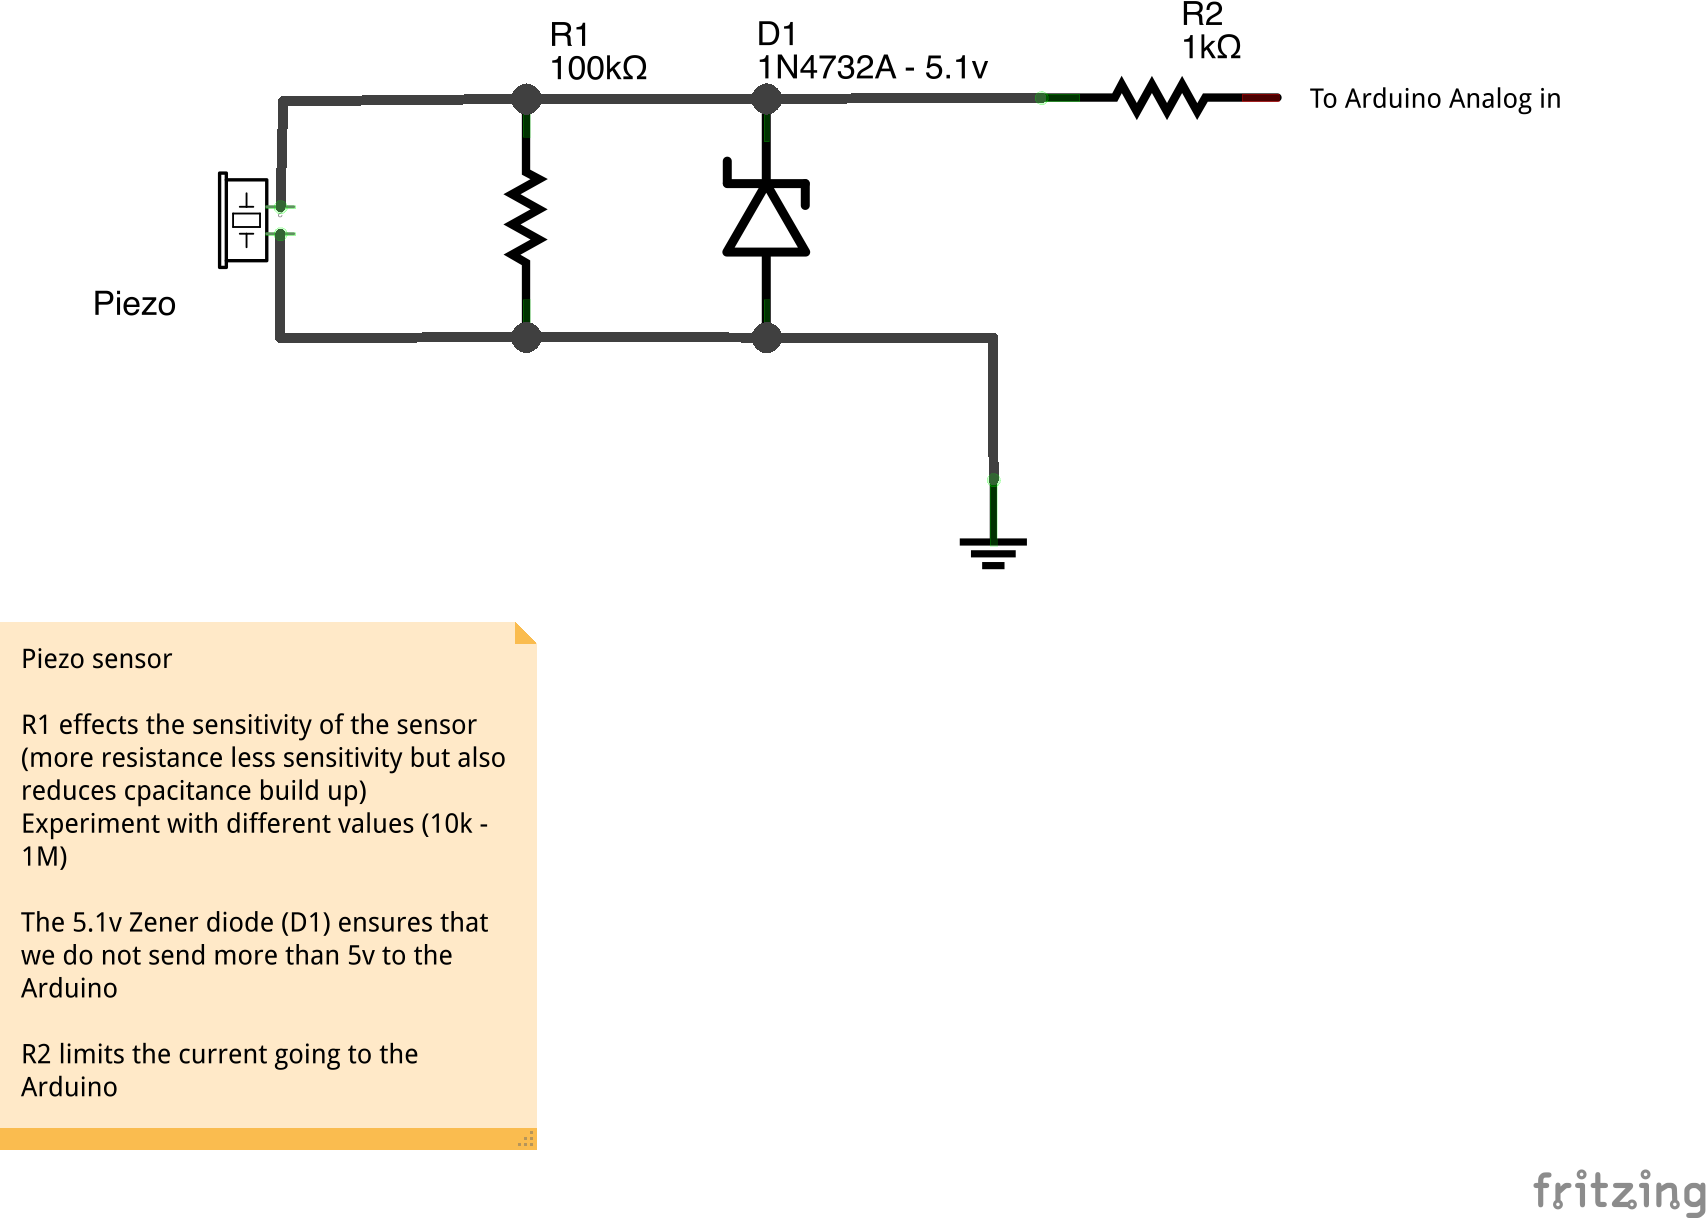 R1
100kΩ
D1
1N4732A - 5.1v
R2
1kΩ
To Arduino Analog in
Piezo
Piezo sensor
R1 effects the sensitivity of the sensor
(more resistance less sensitivity but also
reduces cpacitance build up)
Experiment with different values (10k -
1M)
The 5.1v Zener diode (D1) ensures that
we do not send more than 5v to the
Arduino
R2 limits the current going to the
Arduino
fritzing